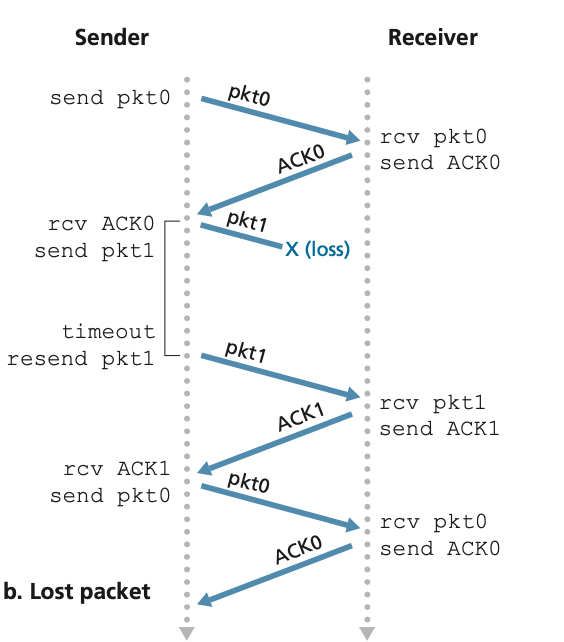 Sender
Receiver
send pkt0
pkt0
rcv pkt0
send ACK0
ACK0
rcv ACK0
send pkt1
pkt1
X (loss)
timeout
resend pkt1
pkt1
rcv pkt1
send ACK1
ACK1
rcv ACK1
send pkt0
pkt0
rcv pkt0
send ACK0
ACK0
b. Lost packet